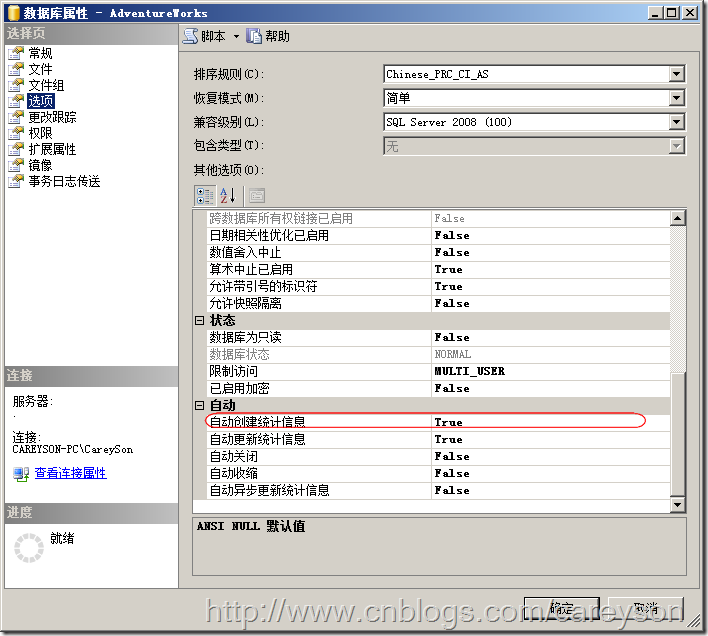 数据库属性 - AdventureWorks
选择页
常规
文件
文件组
选项
更改跟踪
权限
扩展属性
镜像
事务日志传送
连接
服务器:
.
连接:
CAREYSON-PC\CareySon
查看连接属性
进度
就绪
脚本
帮助
排序规则(C):
Chinese_PRC_CI_AS
恢复模式(M):
简单
兼容级别(L):
SQL Server 2008 (100)
包含类型(T):
无
其他选项(O):
跨数据库所有权链接已启用 False
日期相关性优化已启用 False
数值舍入中止 False
算术中止已启用 True
允许带引号的标识符 True
允许快照隔离 False
状态
数据库为只读 False
数据库状态 NORMAL
限制访问 MULTI_USER
已启用加密 False
自动
自动创建统计信息 True
自动更新统计信息 True
自动关闭 False
自动收缩 False
自动异步更新统计信息 False
ANSI NULL 默认值
确定
取消
http://www.cnblogs.com/careyson